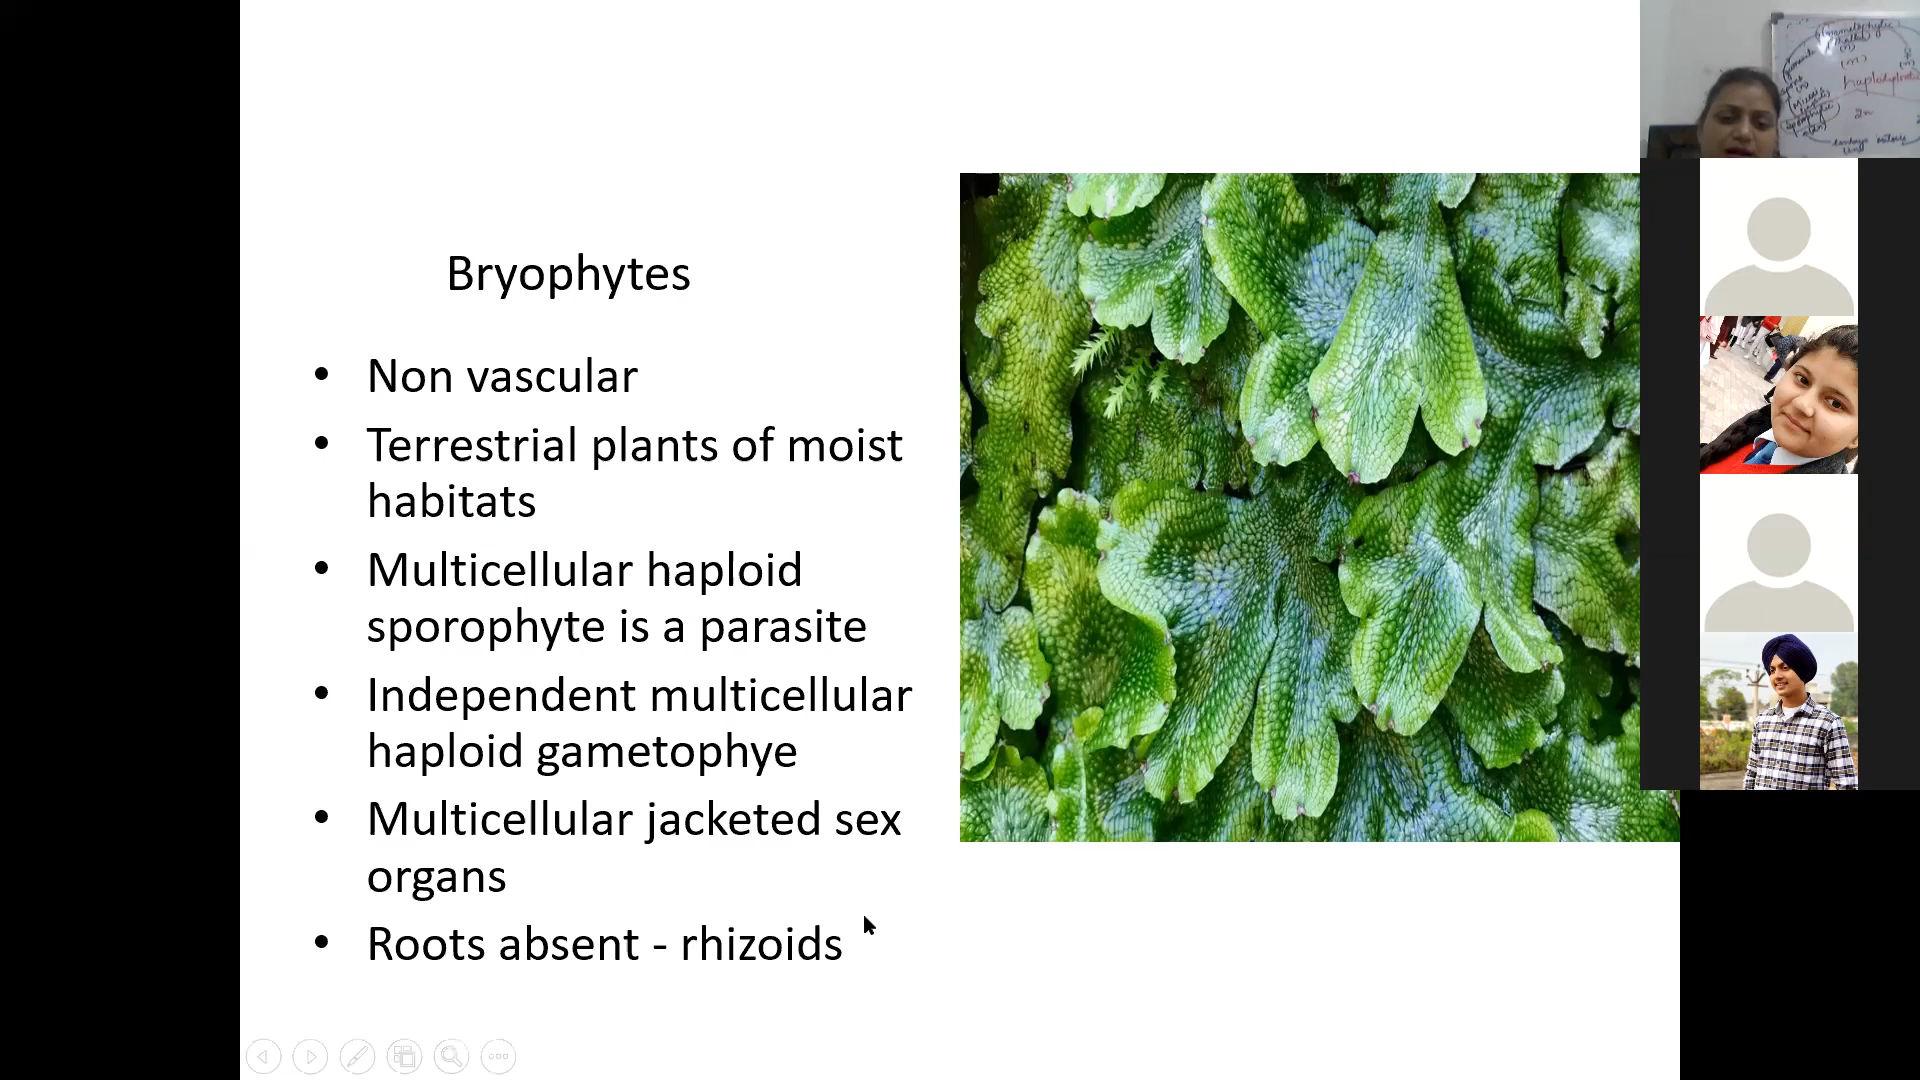 Bryophytes
• Non vascular
• Terrestrial plants of moist
habitats
• Multicellular haploid
sporophyte is a parasite
• Independent multicellular
haploid gametophye
• Multicellular jacketed sex
organs
• Roots absent - rhizoids
(n)
2n